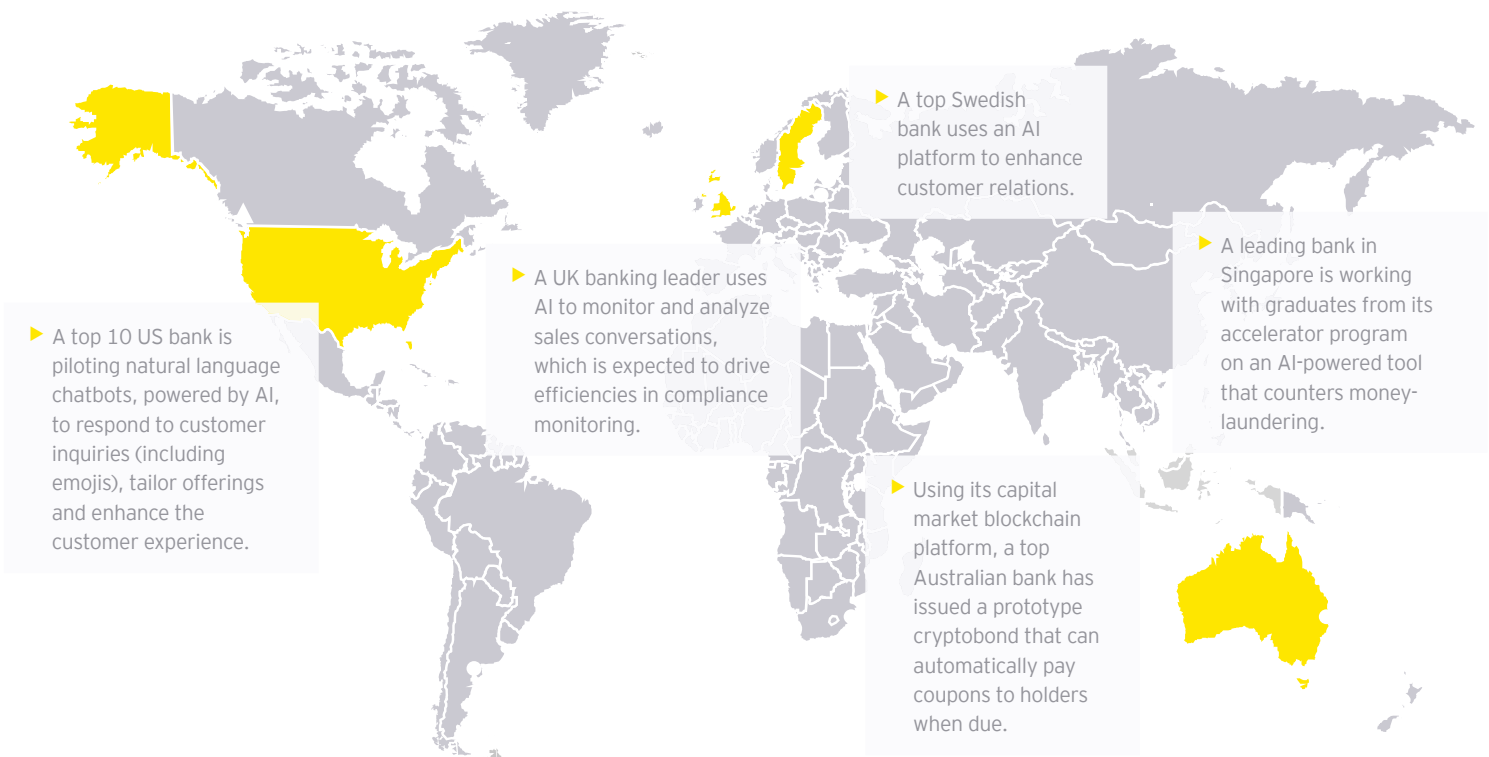 A top Swedish
bank uses an AI
platform to enhance
customer relations.
A leading bank in
Singapore is working
with graduates from its
accelerator program
on an AI-powered tool
that counters money-
laundering.
A UK banking leader uses
AI to monitor and analyze
sales conversations,
which is expected to drive
efficiencies in compliance
monitoring.
A top 10 US bank is
piloting natural language
chatbots, powered by AI,
to respond to customer
inquiries (including
emojis), tailor offerings
and enhance the
customer experience.
Using its capital
market blockchain
platform, a top
Australian bank has
issued a prototype
cryptobond that can
automatically pay
coupons to holders
when due.